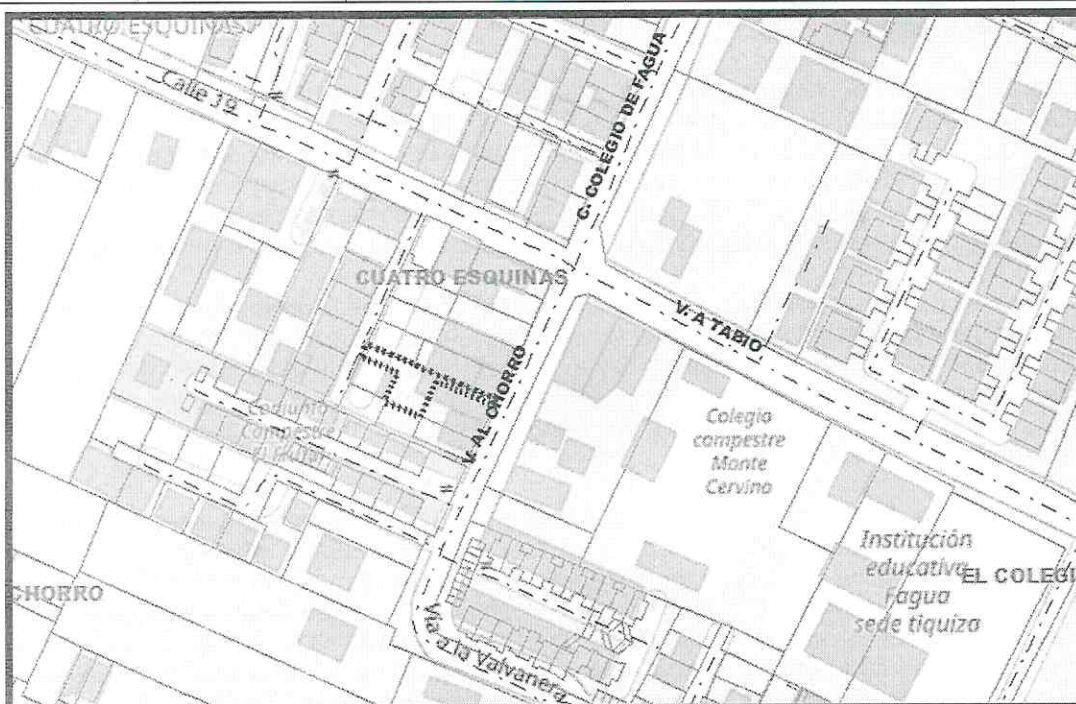 CUATRO ESQUINAS
Calle 19
C. COLEGIO DE FAGUA
CUATRO ESQUINAS
V. A TABIO
V. AL CHORRO
Conjunto
Campestre
Colegio
campestre
Monte
Cervino
Institución
educativa
Fagua
sede tiquiza
EL COLEGI
CHORRO
Vía a la Valvanera